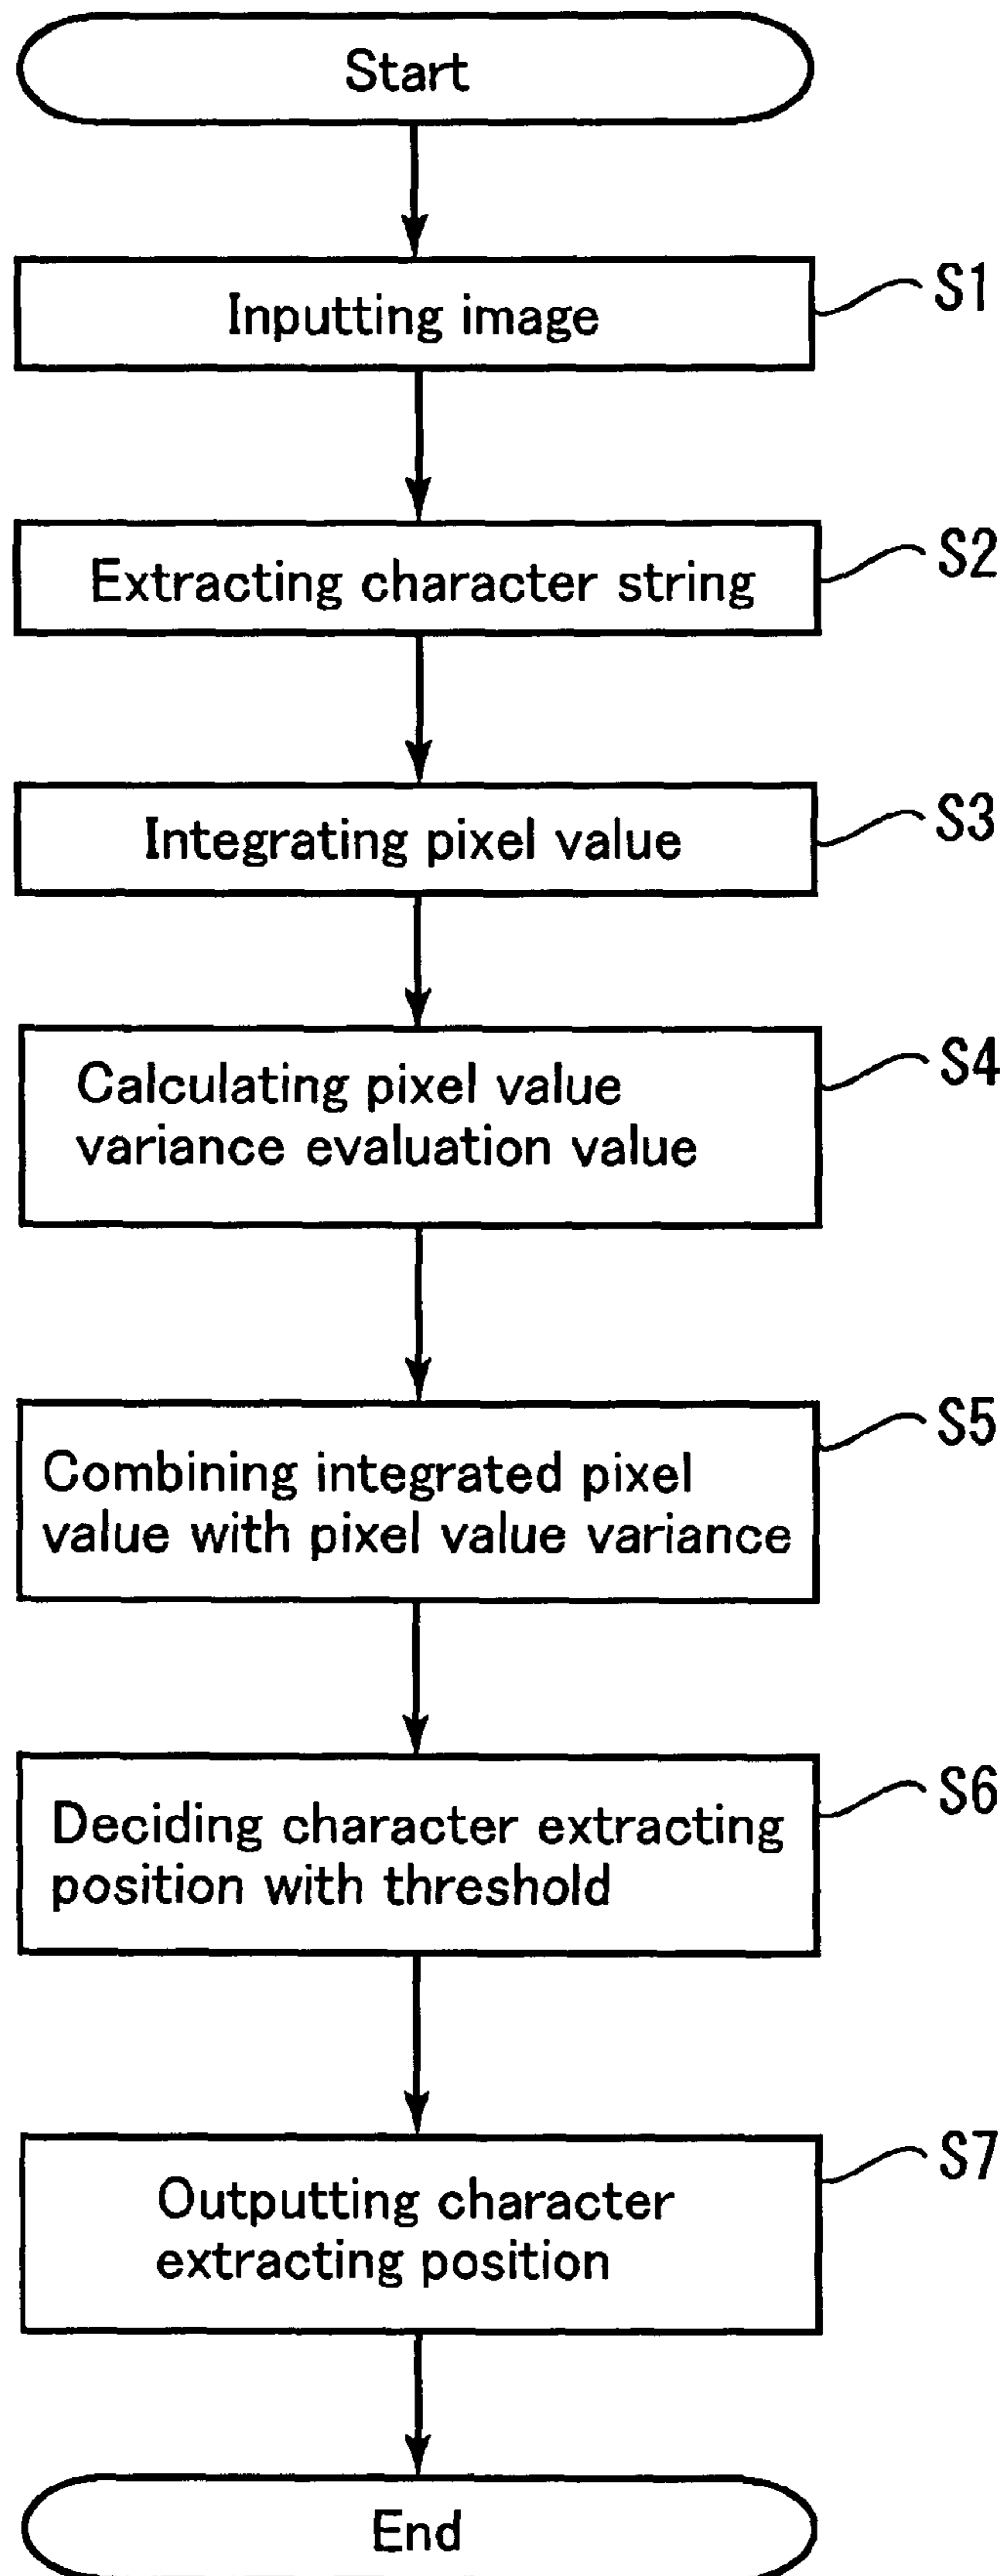 Start
Inputting image
S1
Extracting character string
S2
Integrating pixel value
S3
Calculating pixel value
variance evaluation value
S4
Combining integrated pixel
value with pixel value variance
S5
Deciding character extracting
position with threshold
S6
Outputting character
extracting position
S7
End